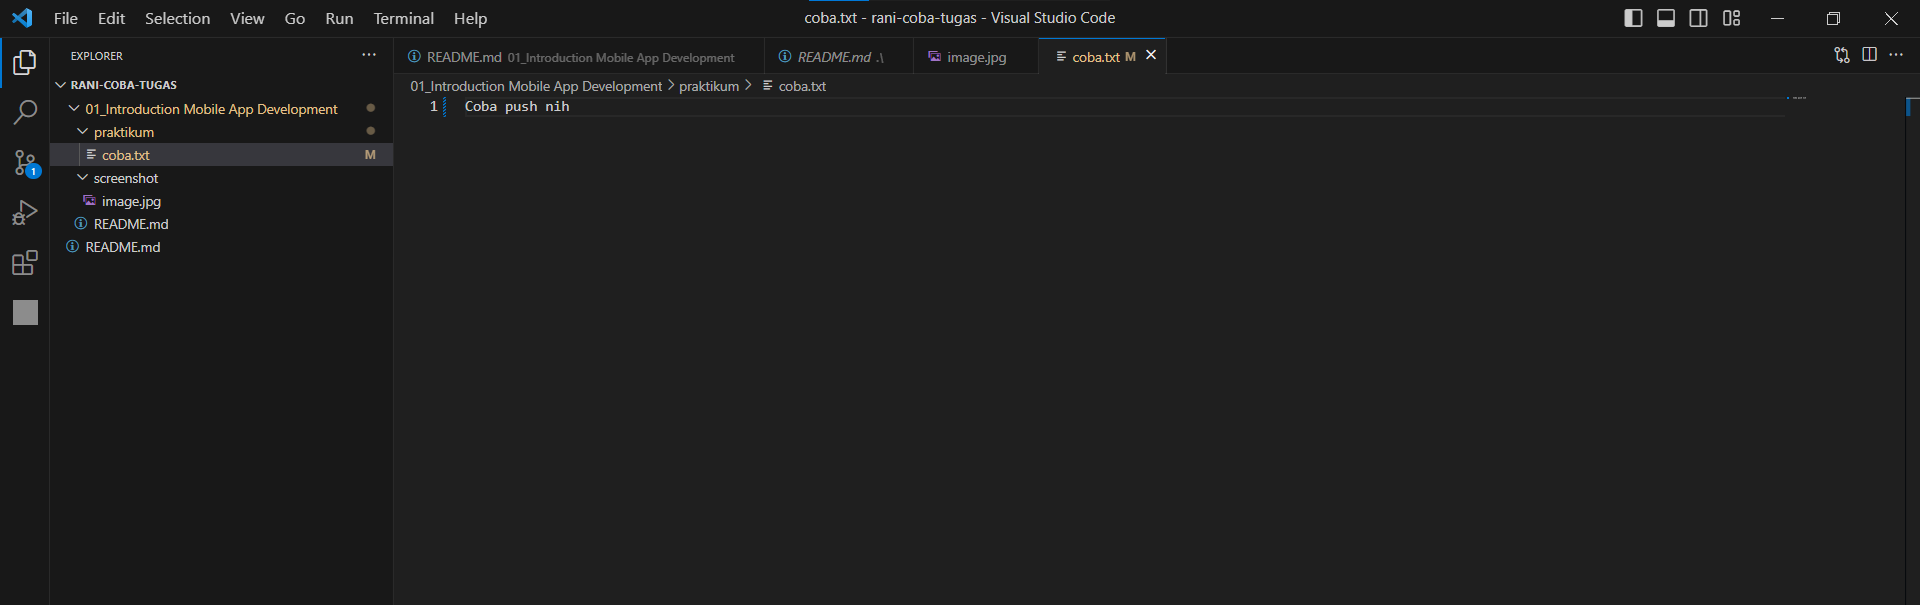 File Edit Selection View Go Run Terminal Help
coba.txt - rani-coba-tugas - Visual Studio Code
EXPLORER ···
RANI-COBA-TUGAS
01_Introduction Mobile App Development
praktikum
coba.txt M
screenshot
image.jpg
README.md
README.md
1
README.md 01_Introduction Mobile App Development
README.md .\
image.jpg
coba.txt M
01_Introduction Mobile App Development > praktikum > coba.txt
1 Coba push nih